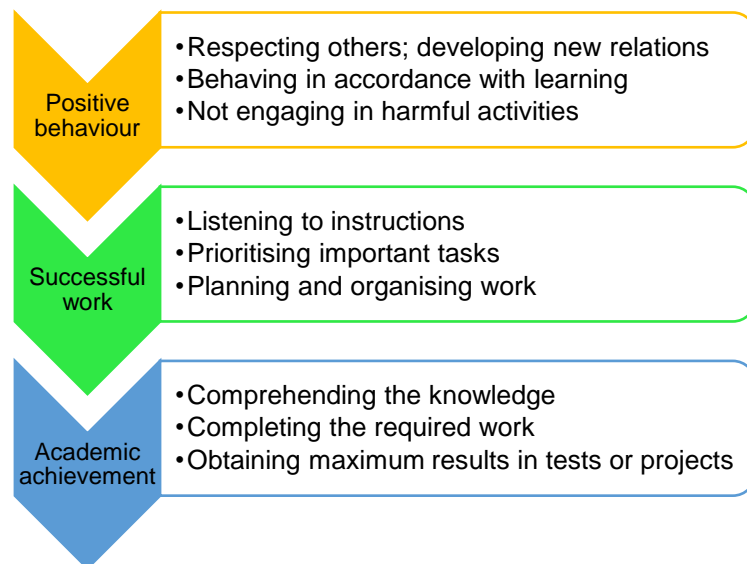 Positive
behaviour
•Respecting others; developing new relations
•Behaving in accordance with learning
•Not engaging in harmful activities
Successful
work
•Listening to instructions
•Prioritising important tasks
•Planning and organising work
Academic
achievement
•Comprehending the knowledge
•Completing the required work
•Obtaining maximum results in tests or projects